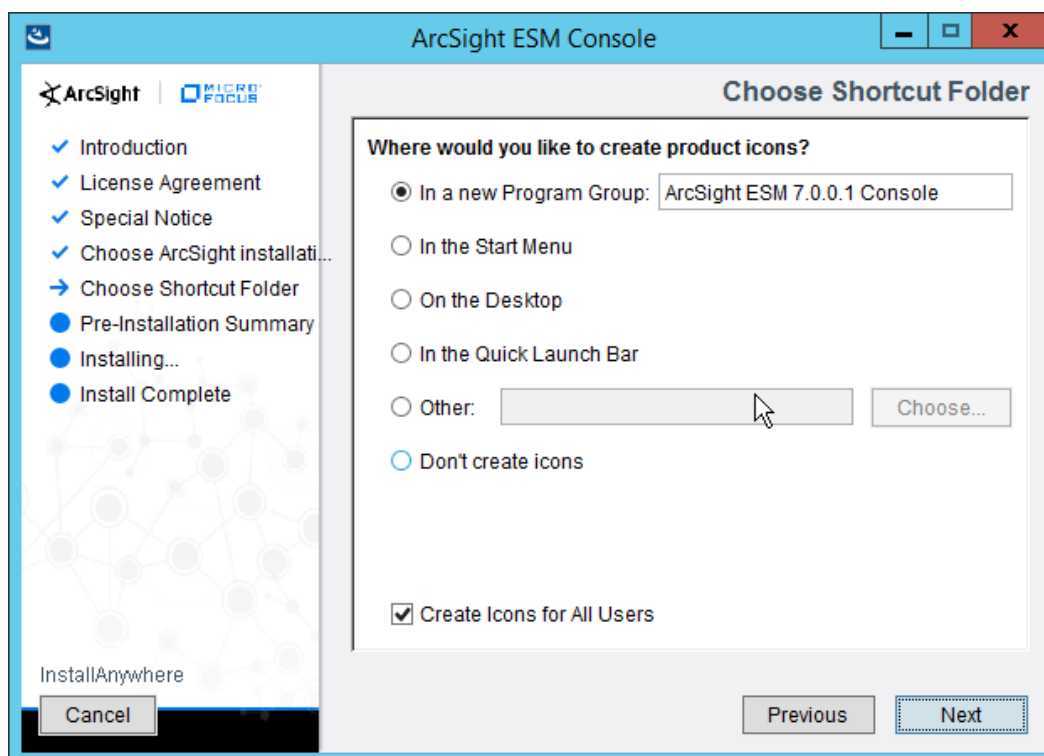 ArcSight ESM Console
ArcSight | MICRO FOCUS
Choose Shortcut Folder
Introduction
License Agreement
Special Notice
Choose ArcSight installati...
Choose Shortcut Folder
Pre-Installation Summary
Installing...
Install Complete
Where would you like to create product icons?
In a new Program Group: ArcSight ESM 7.0.0.1 Console
In the Start Menu
On the Desktop
In the Quick Launch Bar
Other: Choose...
Don't create icons
Create Icons for All Users
InstallAnywhere
Cancel Previous Next